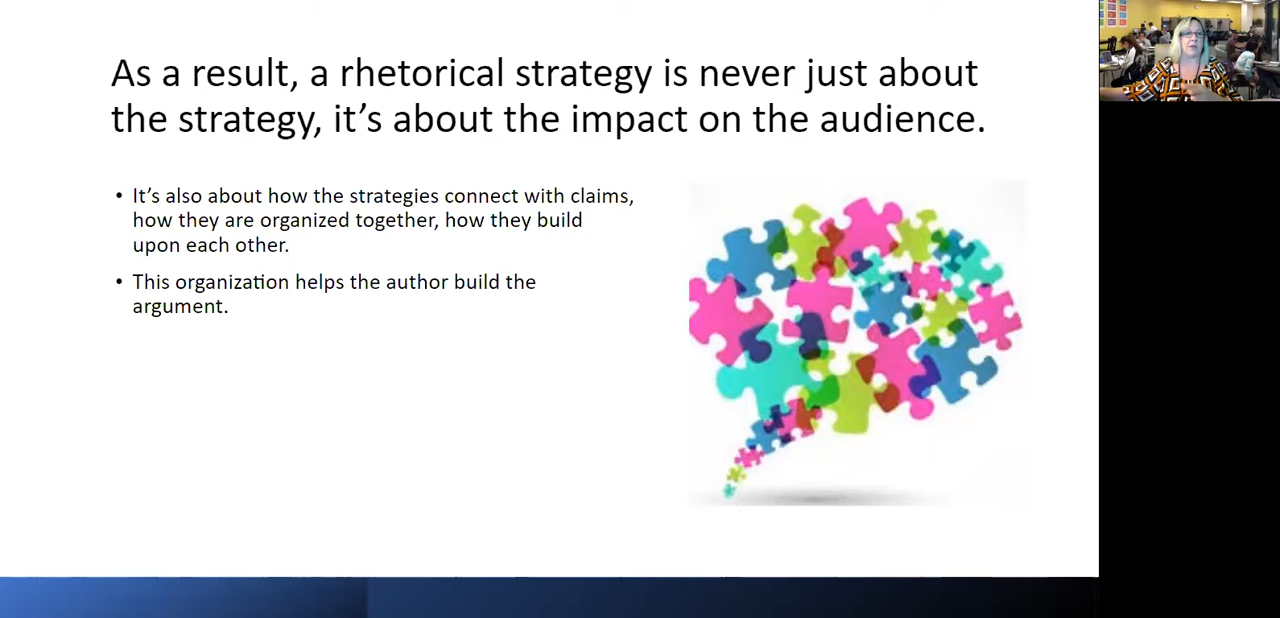 As a result, a rhetorical strategy is never just about
the strategy, it’s about the impact on the audience.
• It’s also about how the strategies connect with claims,
how they are organized together, how they build
upon each other.
• This organization helps the author build the
argument.